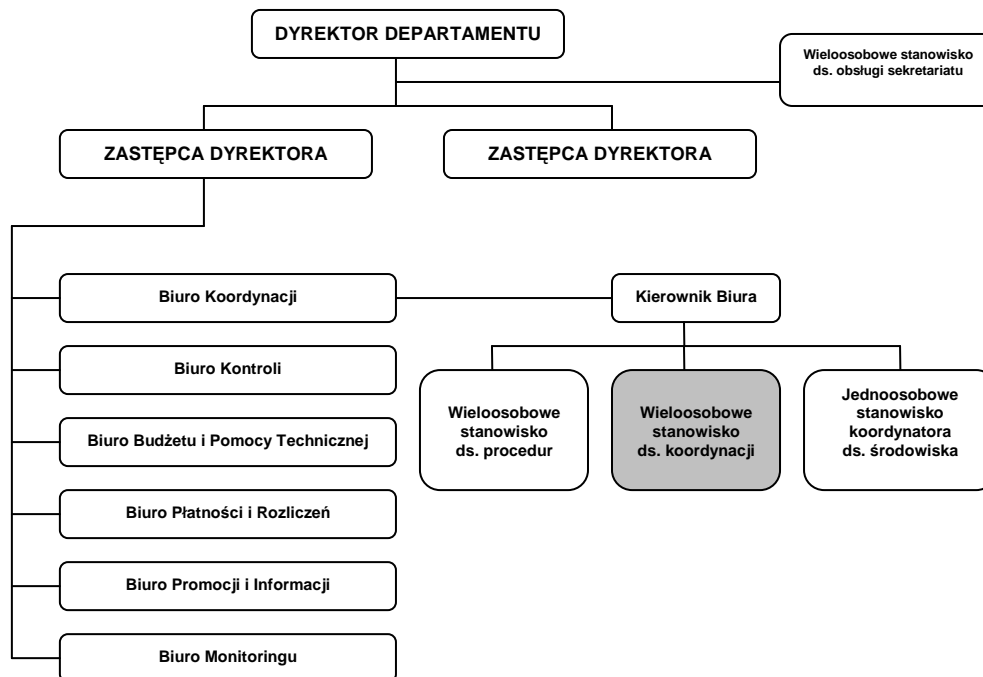 DYREKTOR DEPARTAMENTU
Wieloosobowe stanowisko
ds. obsługi sekretariatu
ZASTĘPCA DYREKTORA
ZASTĘPCA DYREKTORA
Biuro Koordynacji
Kierownik Biura
Biuro Kontroli
Wieloosobowe
stanowisko
ds. procedur
Wieloosobowe
stanowisko
ds. koordynacji
Jednoosobowe
stanowisko
koordynatora
ds. środowiska
Biuro Budżetu i Pomocy Technicznej
Biuro Płatności i Rozliczeń
Biuro Promocji i Informacji
Biuro Monitoringu